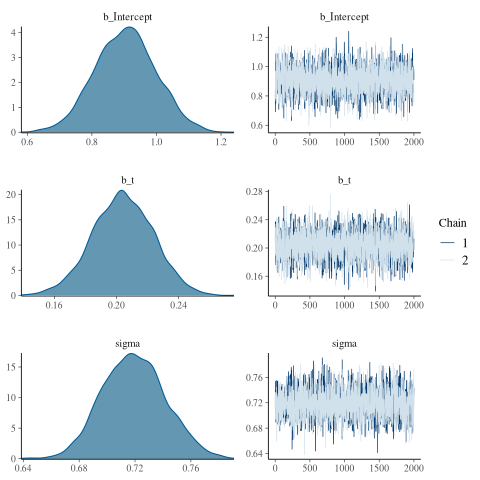 b_Intercept
4
3
2
1
0
0.6 0.8 1.0 1.2
b_Intercept
1.2
1.0
0.8
0.6
0 500 1000 1500 2000
b_t
20
15
10
5
0
0.16 0.20 0.24
b_t
0.28
0.24
0.20
0.16
0 500 1000 1500 2000
sigma
15
10
5
0
0.64 0.68 0.72 0.76
sigma
0.76
0.72
0.68
0.64
0 500 1000 1500 2000
Chain
1
2